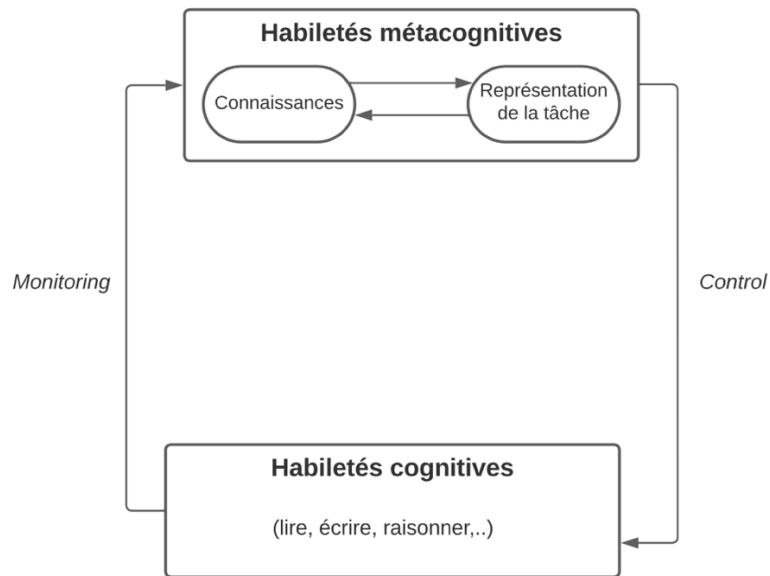 Habiletés métacognitives
Connaissances
Représentation
de la tâche
Monitoring
Control
Habiletés cognitives
(lire, écrire, raisonner,..)